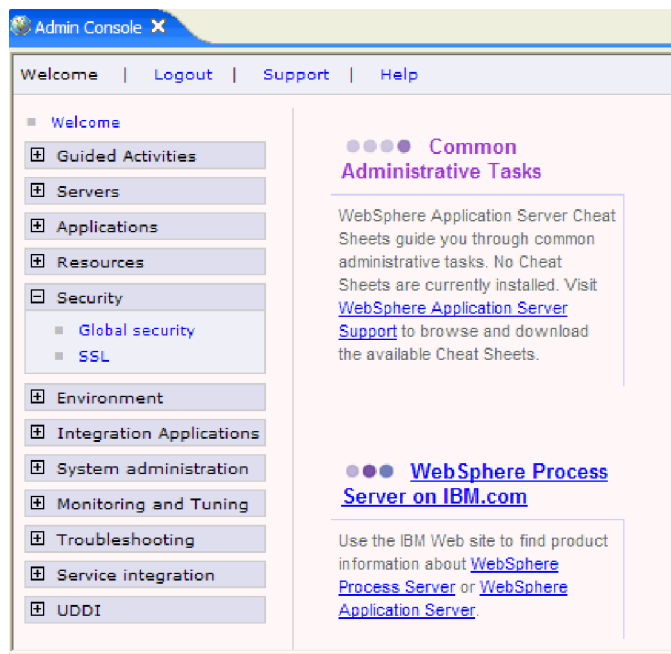 Admin Console
Welcome | Logout | Support | Help
Welcome
Guided Activities
Servers
Applications
Resources
Security
Global security
SSL
Environment
Integration Applications
System administration
Monitoring and Tuning
Troubleshooting
Service integration
UDDI
Common
Administrative Tasks
WebSphere Application Server Cheat
Sheets guide you through common
administrative tasks. No Cheat
Sheets are currently installed. Visit
WebSphere Application Server
Support to browse and download
the available Cheat Sheets.
WebSphere Process
Server on IBM.com
Use the IBM Web site to find product
information about WebSphere
Process Server or WebSphere
Application Server.